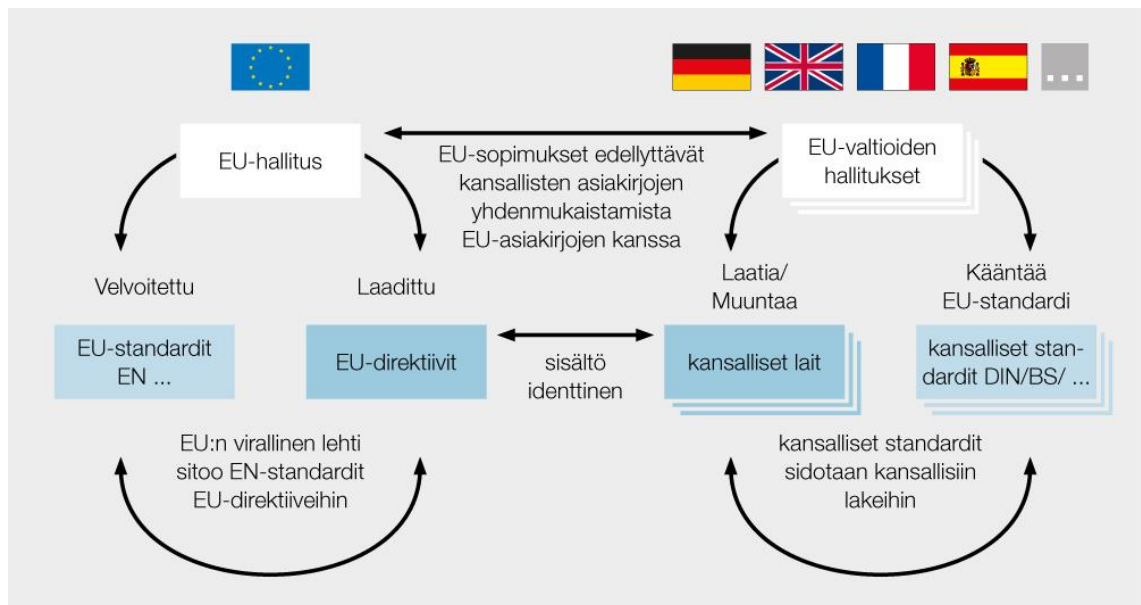 ...
EU-hallitus
EU-sopimukset edellyttävät
kansallisten asiakirjojen
yhdenmukaistamista
EU-asiakirjojen kanssa
EU-valtioiden
hallitukset
Velvoitettu
Laadittu
Laatia/
Muuntaa
Kääntää
EU-standardi
EU-standardit
EN ...
EU-direktiivit
sisältö
identtinen
kansalliset lait
kansalliset stan-
dardit DIN/BS/ ...
EU:n virallinen lehti
sitoo EN-standardit
EU-direktiiveihin
kansalliset standardit
sidotaan kansallisiin
lakeihin